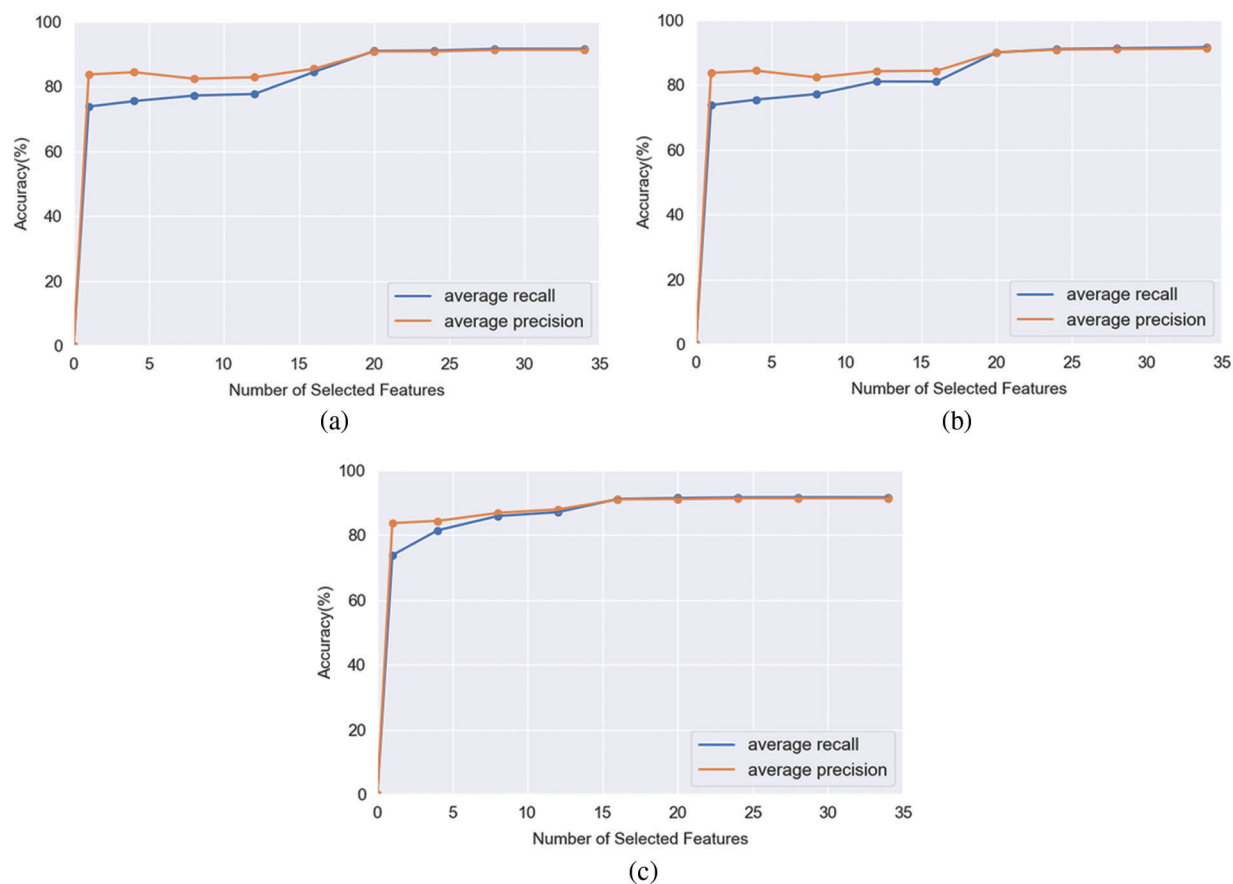 100
80
60
40
20
0
Accuracy(%)
average recall
average precision
0 5 10 15 20 25 30 35
Number of Selected Features
(a)
100
80
60
40
20
0
Accuracy(%)
average recall
average precision
0 5 10 15 20 25 30 35
Number of Selected Features
(b)
100
80
60
40
20
0
Accuracy(%)
average recall
average precision
0 5 10 15 20 25 30 35
Number of Selected Features
(c)